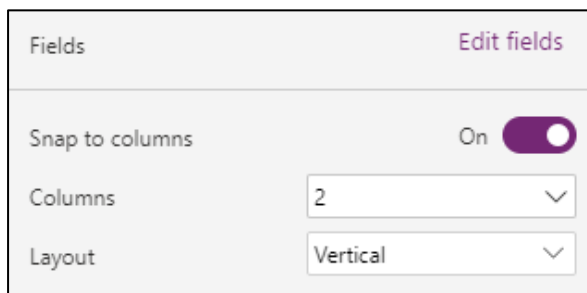 Fields Edit fields
Snap to columns On
Columns 2
Layout Vertical